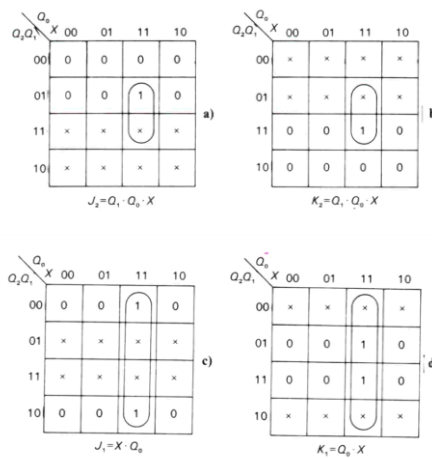 Q₀
Q₂Q₁ X 00 01 11 10
00 0 0 0 0
01 0 0 1 0
11 × × × ×
10 × × × ×
J₂=Q₁·Q₀·X
a)
Q₀
Q₂Q₁ X 00 01 11 10
00 × × × ×
01 × × × ×
11 0 0 1 0
10 0 0 0 0
K₂=Q₁·Q₀·X
b
Q₀
Q₂Q₁ X 00 01 11 10
00 0 0 1 0
01 × × × ×
11 × × × ×
10 0 0 1 0
J₁=X·Q₀
c)
Q₀
Q₂Q₁ X 00 01 11 10
00 × × × ×
01 0 0 1 0
11 0 0 1 0
10 × × × ×
K₁=Q₀·X
d